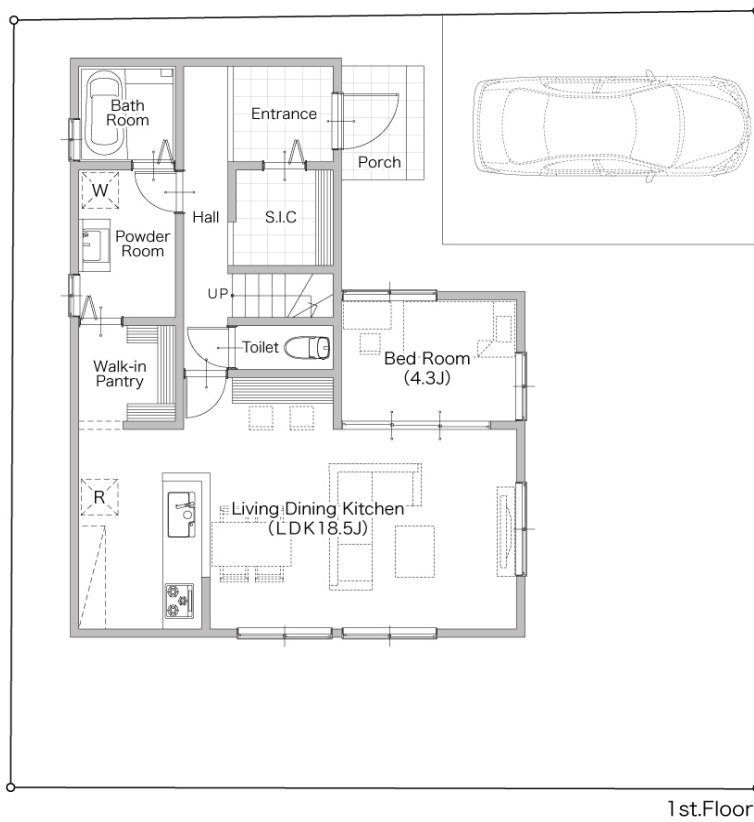 Bath
Room
Entrance
Porch
W
Hall
S.I.C
Powder
Room
UP
Toilet
Walk-in
Pantry
Bed Room
(4.3J)
R
Living Dining Kitchen
(LDK18.5J)
1st.Floor